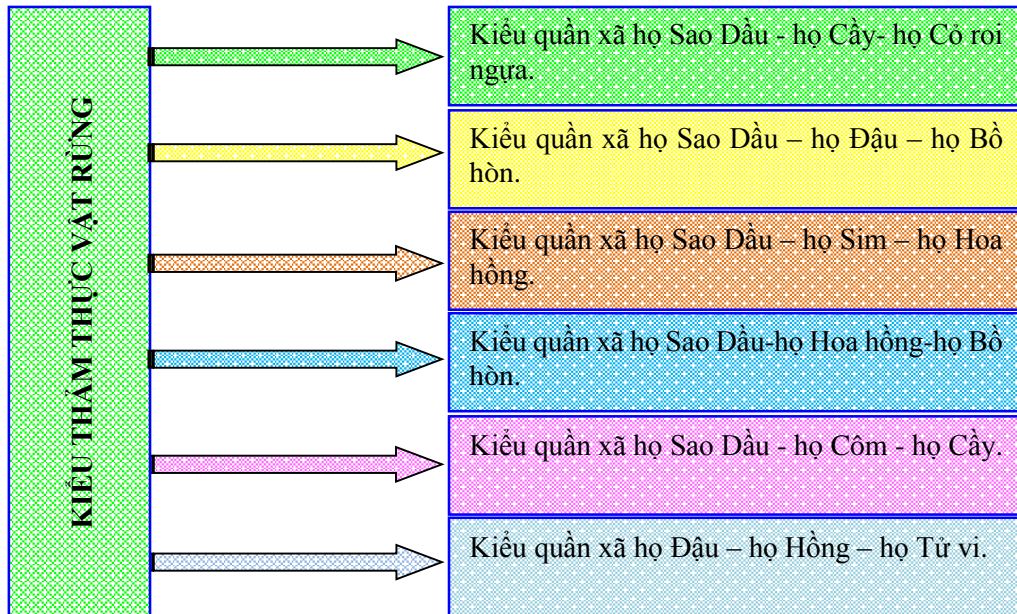 KIỂU THẢM THỰC VẬT RỪNG
Kiểu quần xã họ Sao Dầu - họ Cầy- họ Cỏ roi
ngựa.
Kiểu quần xã họ Sao Dầu – họ Đậu – họ Bồ
hòn.
Kiểu quần xã họ Sao Dầu – họ Sim – họ Hoa
hồng.
Kiểu quần xã họ Sao Dầu-họ Hoa hồng-họ Bồ
hòn.
Kiểu quần xã họ Sao Dầu - họ Côm - họ Cầy.
Kiểu quần xã họ Đậu – họ Hồng – họ Tử vi.